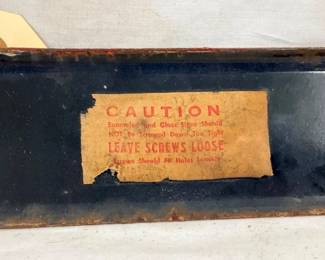 CAUTION
Enameled and Glass Signs Should
NOT Be Screwed Down Too Tight
LEAVE SCREWS LOOSE
Screws Should Fit Holes Loosely